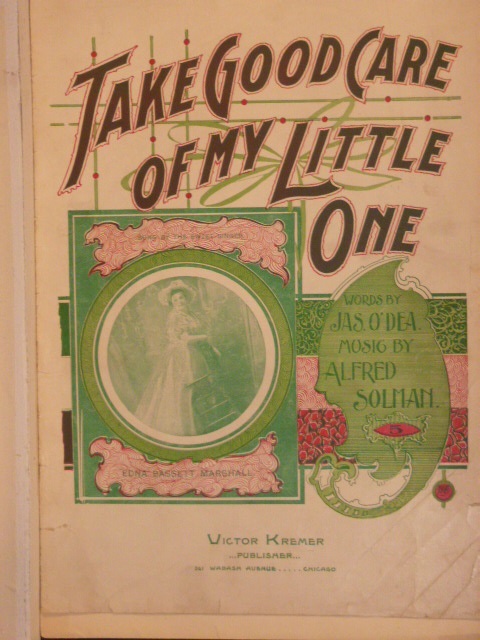 TAKE GOOD CARE
OF MY LITTLE
ONE
WORDS BY
JAS. O'DEA.
MUSIC BY
ALFRED
SOLMAN.
5
EDNA BASSETT MARSHALL
VICTOR KREMER
...PUBLISHER...
WABASH AVENUE ..... CHICAGO